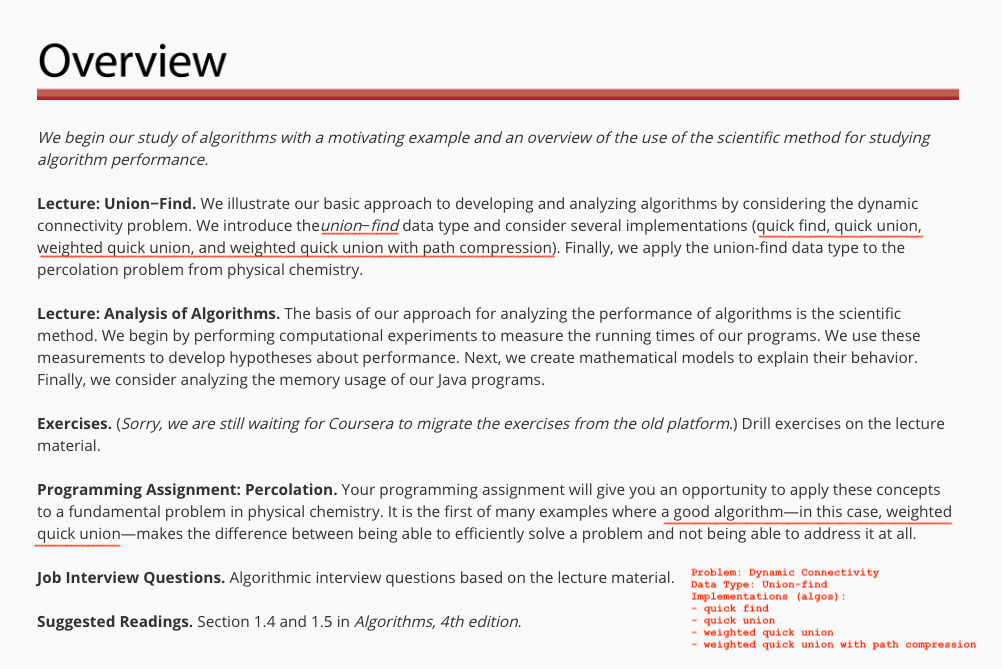 Overview
We begin our study of algorithms with a motivating example and an overview of the use of the scientific method for studying
algorithm performance.
Lecture: Union−Find. We illustrate our basic approach to developing and analyzing algorithms by considering the dynamic
connectivity problem. We introduce the union−find data type and consider several implementations (quick find, quick union,
weighted quick union, and weighted quick union with path compression). Finally, we apply the union-find data type to the
percolation problem from physical chemistry.
Lecture: Analysis of Algorithms. The basis of our approach for analyzing the performance of algorithms is the scientific
method. We begin by performing computational experiments to measure the running times of our programs. We use these
measurements to develop hypotheses about performance. Next, we create mathematical models to explain their behavior.
Finally, we consider analyzing the memory usage of our Java programs.
Exercises. (Sorry, we are still waiting for Coursera to migrate the exercises from the old platform.) Drill exercises on the lecture
material.
Programming Assignment: Percolation. Your programming assignment will give you an opportunity to apply these concepts
to a fundamental problem in physical chemistry. It is the first of many examples where a good algorithm—in this case, weighted
quick union—makes the difference between being able to efficiently solve a problem and not being able to address it at all.
Job Interview Questions. Algorithmic interview questions based on the lecture material.
Suggested Readings. Section 1.4 and 1.5 in Algorithms, 4th edition.
Problem: Dynamic Connectivity
Data Type: Union-find
Implementations (algos):
- quick find
- quick union
- weighted quick union
- weighted quick union with path compression